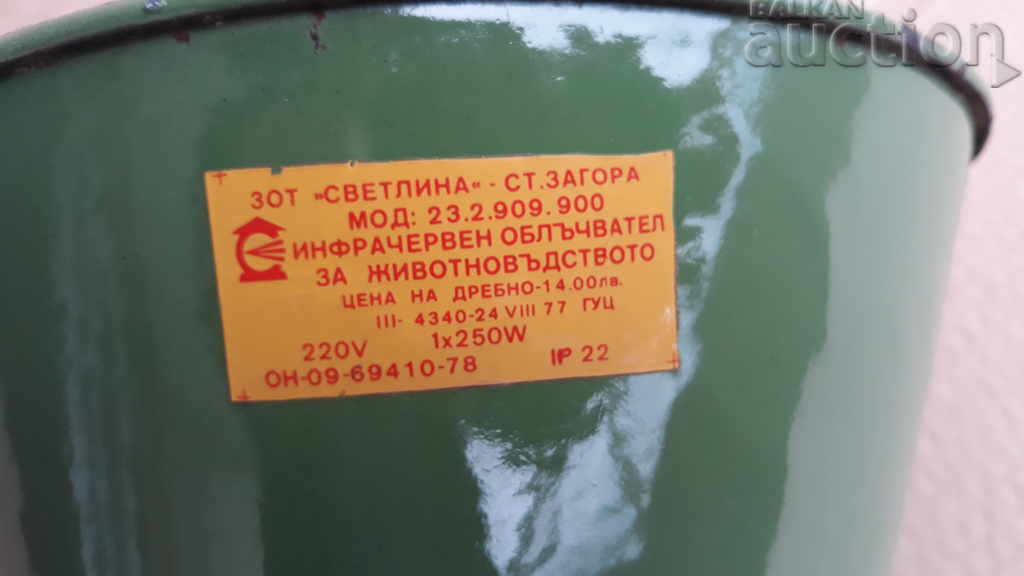 BALKAN
auction
ЗОТ "СВЕТЛИНА" - СТ.ЗАГОРА
МОД: 23.2.909.900
ИНФРАЧЕРВЕН ОБЛЪЧВАТЕЛ
ЗА ЖИВОТНОВЪДСТВОТО
ЦЕНА НА ДРЕБНО-14.00лв.
III- 4340-24 VIII 77 ГУЦ
220V 1x250W
ОН-09-69410-78 IP 22